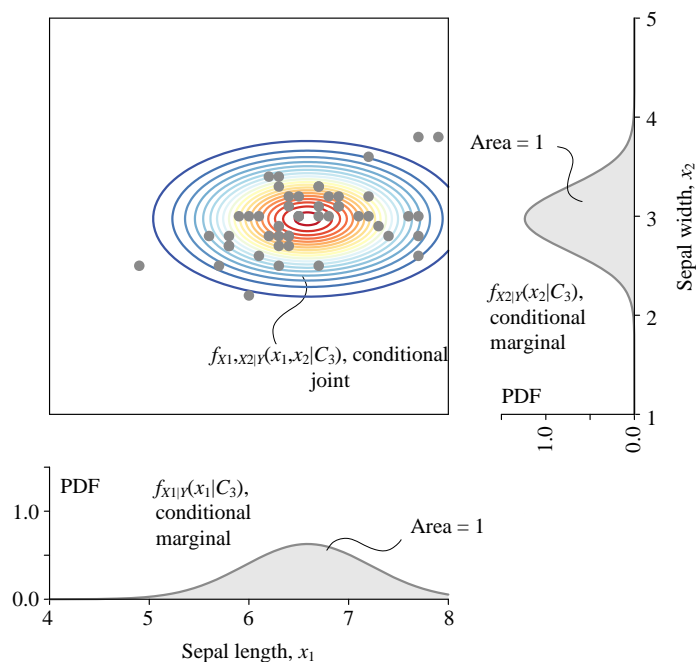 5
Area = 1
4
3
Sepal width, x₂
f_{X2|Y}(x₂|C₃),
conditional
marginal
2
f_{X1,X2|Y}(x₁,x₂|C₃), conditional
joint
PDF
1
1.0
0.0
PDF
f_{X1|Y}(x₁|C₃),
conditional
marginal
1.0
Area = 1
0.0
4 5 6 7 8
Sepal length, x₁